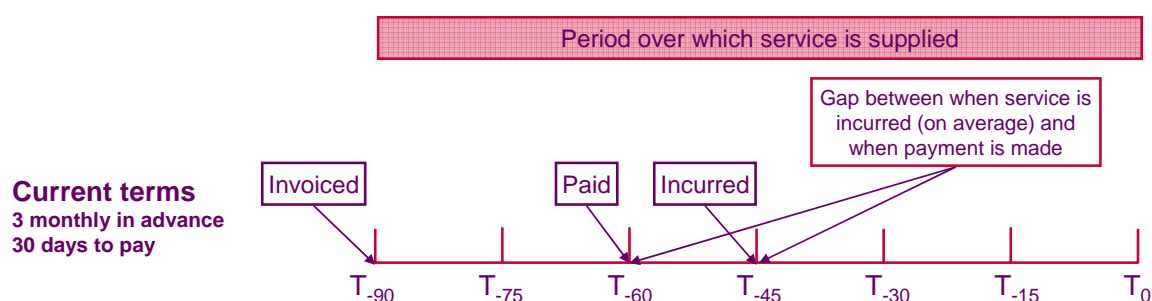 Period over which service is supplied
Gap between when service is
incurred (on average) and
when payment is made
Invoiced
Paid
Incurred
Current terms
3 monthly in advance
30 days to pay
T-90
T-75
T-60
T-45
T-30
T-15
T0